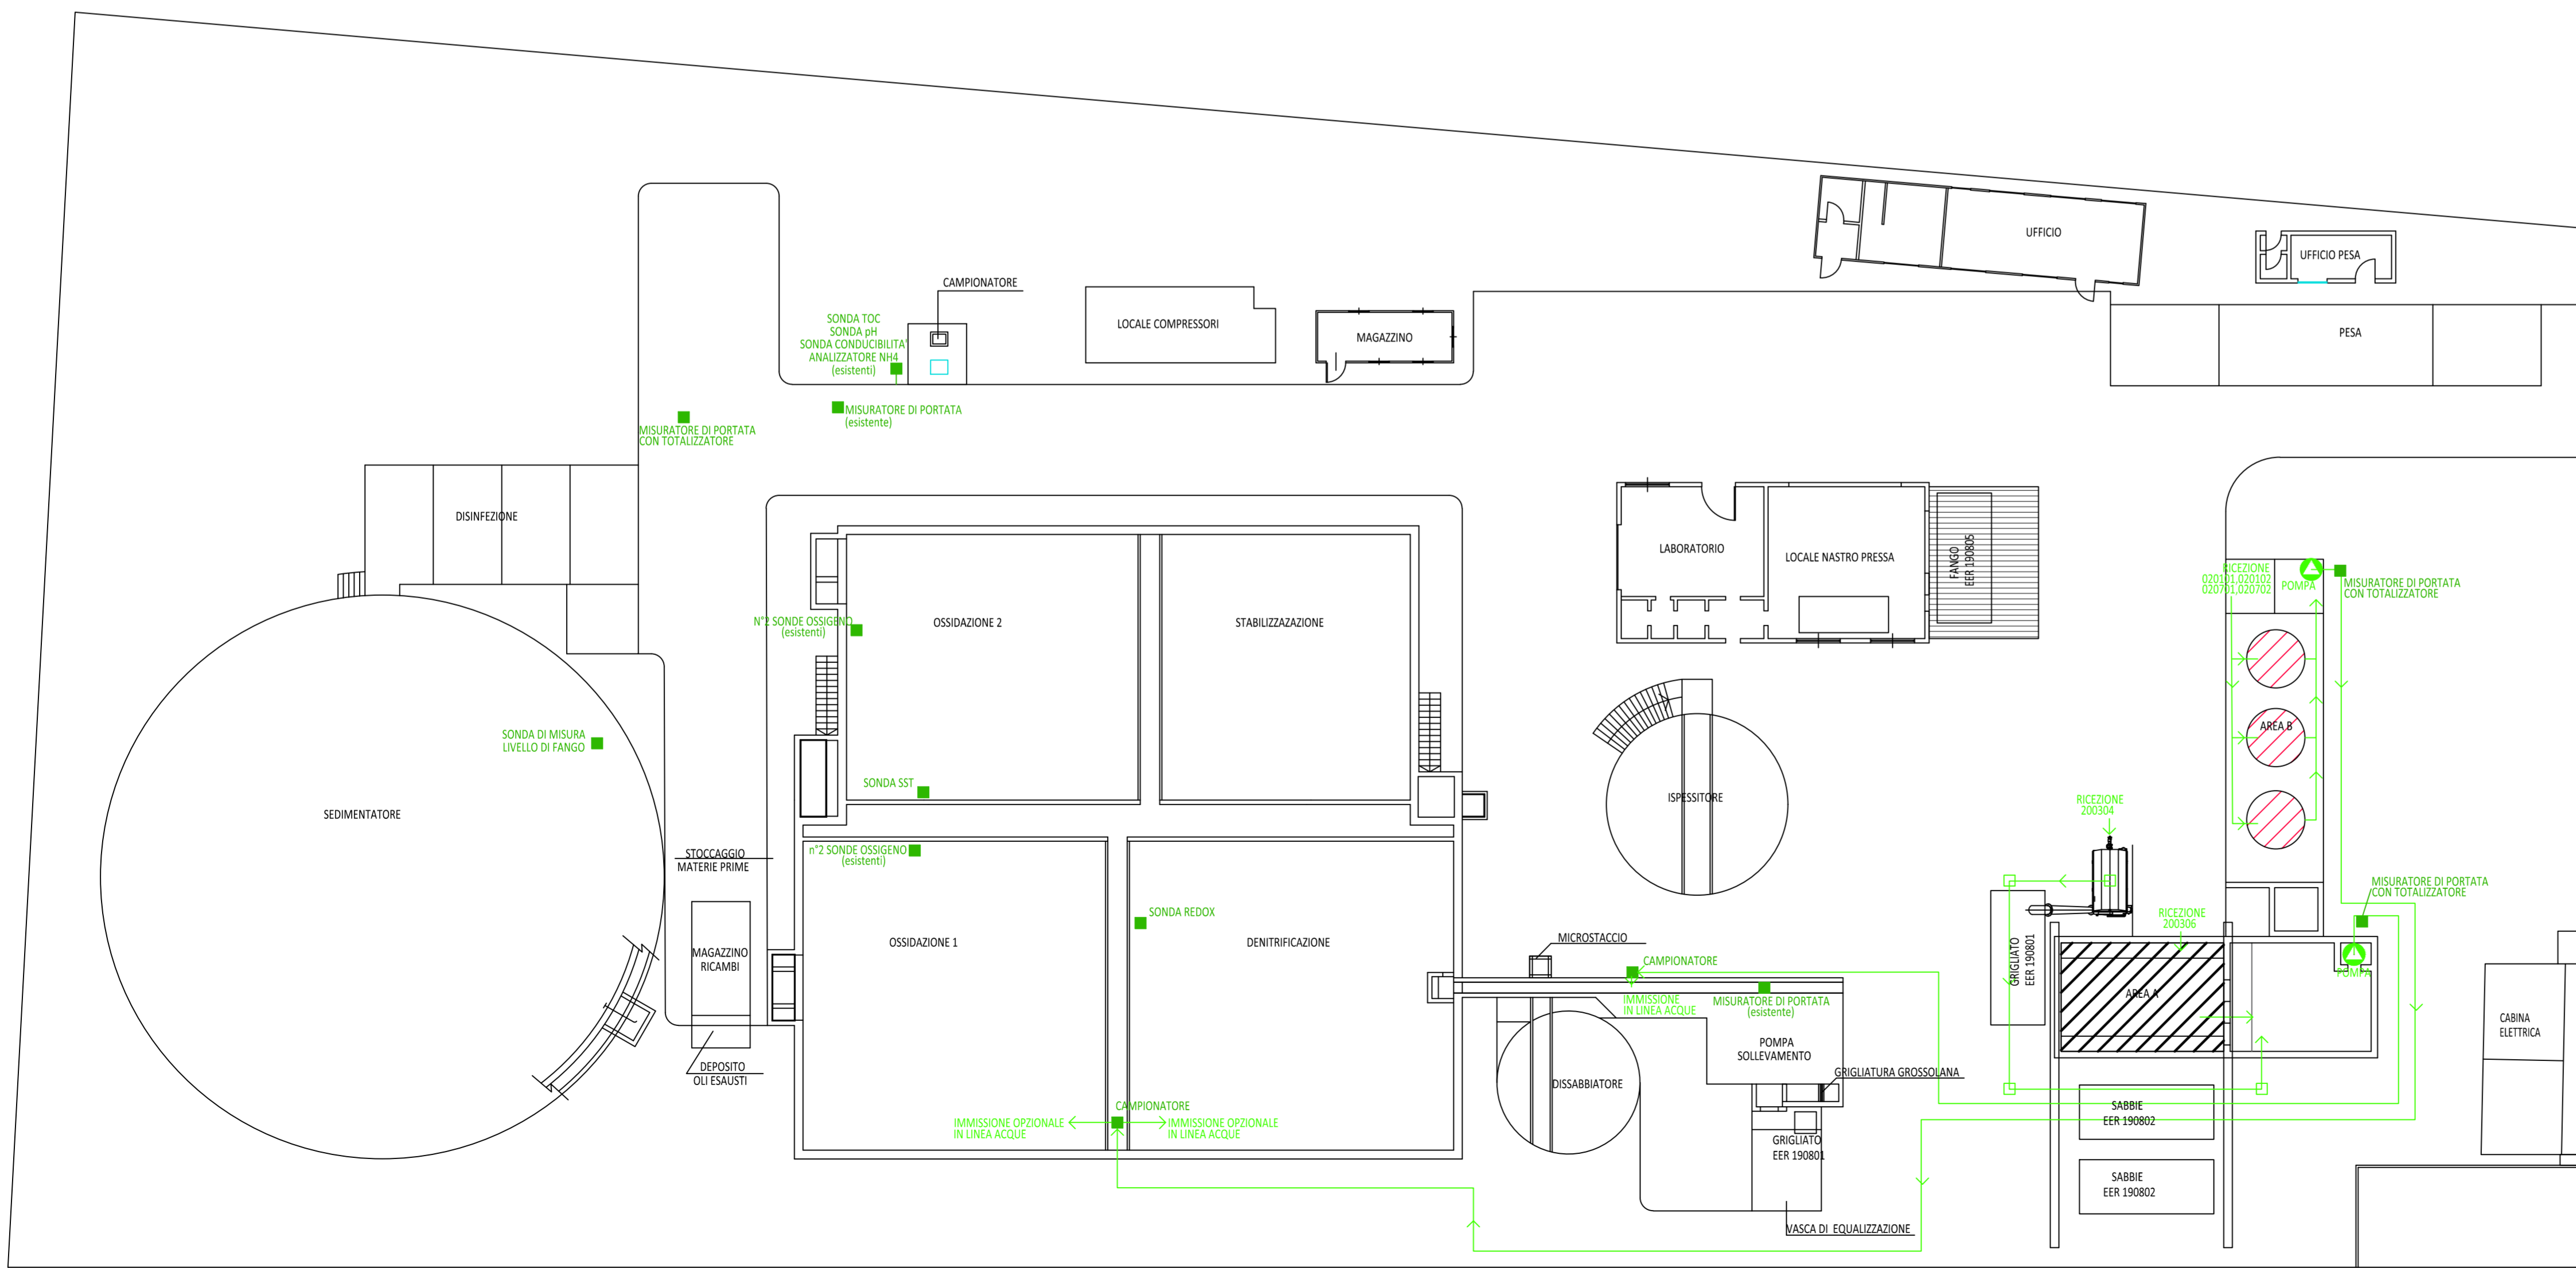 UFFICIO
UFFICIO PESA
PESA
CAMPIONATORE
SONDA TOC
SONDA pH
SONDA CONDUCIBILITA'
ANALIZZATORE NH4
(esistenti)
LOCALE COMPRESSORI
MAGAZZINO
MISURATORE DI PORTATA
(esistente)
MISURATORE DI PORTATA
CON TOTALIZZATORE
DISINFEZIONE
LABORATORIO
LOCALE NASTRO PRESSA
FANGO
EER 190805
RICEZIONE
020101,020102
020701,020702
POMPA
MISURATORE DI PORTATA
CON TOTALIZZATORE
N°2 SONDE OSSIGENO
(esistenti)
OSSIDAZIONE 2
STABILIZZAZAZIONE
AREA B
SONDA DI MISURA
LIVELLO DI FANGO
SONDA SST
ISPESSITORE
RICEZIONE
200304
SEDIMENTATORE
STOCCAGGIO
MATERIE PRIME
n°2 SONDE OSSIGENO
(esistenti)
MISURATORE DI PORTATA
CON TOTALIZZATORE
SONDA REDOX
RICEZIONE
200306
OSSIDAZIONE 1
DENITRIFICAZIONE
MICROSTACCIO
MAGAZZINO
RICAMBI
CAMPIONATORE
GRIGLIATO
EER 190801
POMPA
AREA A
IMMISSIONE
IN LINEA ACQUE
MISURATORE DI PORTATA
(esistente)
CABINA
ELETTRICA
POMPA
SOLLEVAMENTO
DEPOSITO
OLI ESAUSTI
DISSABBIATORE
GRIGLIATURA GROSSOLANA
CAMPIONATORE
IMMISSIONE OPZIONALE
IN LINEA ACQUE
IMMISSIONE OPZIONALE
IN LINEA ACQUE
SABBIE
EER 190802
GRIGLIATO
EER 190801
SABBIE
EER 190802
VASCA DI EQUALIZZAZIONE